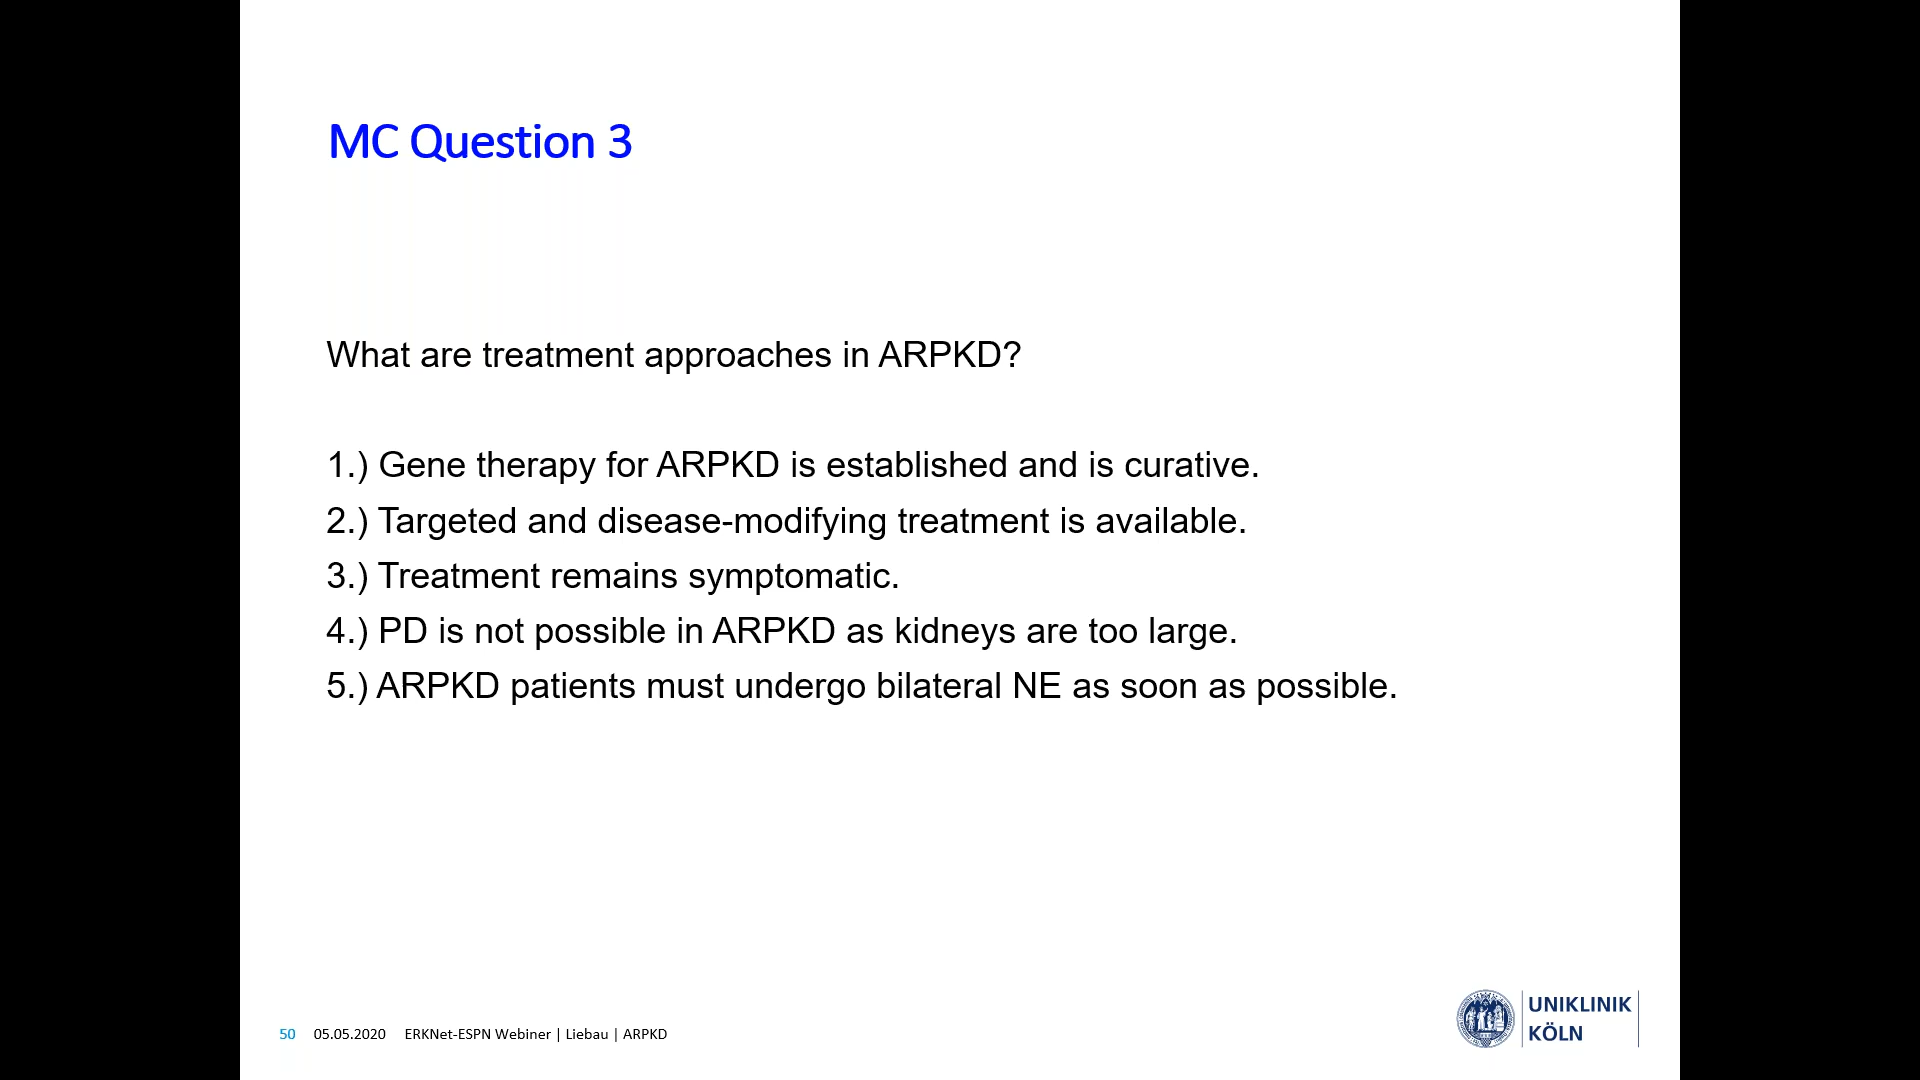 MC Question 3
What are treatment approaches in ARPKD?
1.) Gene therapy for ARPKD is established and is curative.
2.) Targeted and disease-modifying treatment is available.
3.) Treatment remains symptomatic.
4.) PD is not possible in ARPKD as kidneys are too large.
5.) ARPKD patients must undergo bilateral NE as soon as possible.
50 05.05.2020 ERKNet-ESPN Webiner | Liebau | ARPKD
UNIKLINIK
KÖLN